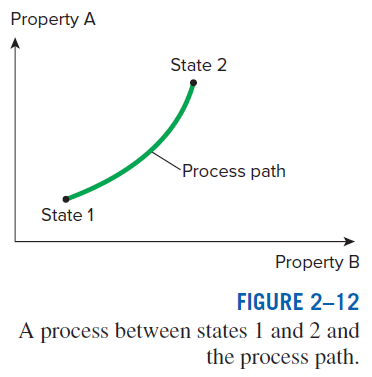 Property A
State 2
Process path
State 1
Property B
FIGURE 2–12
A process between states 1 and 2 and
the process path.